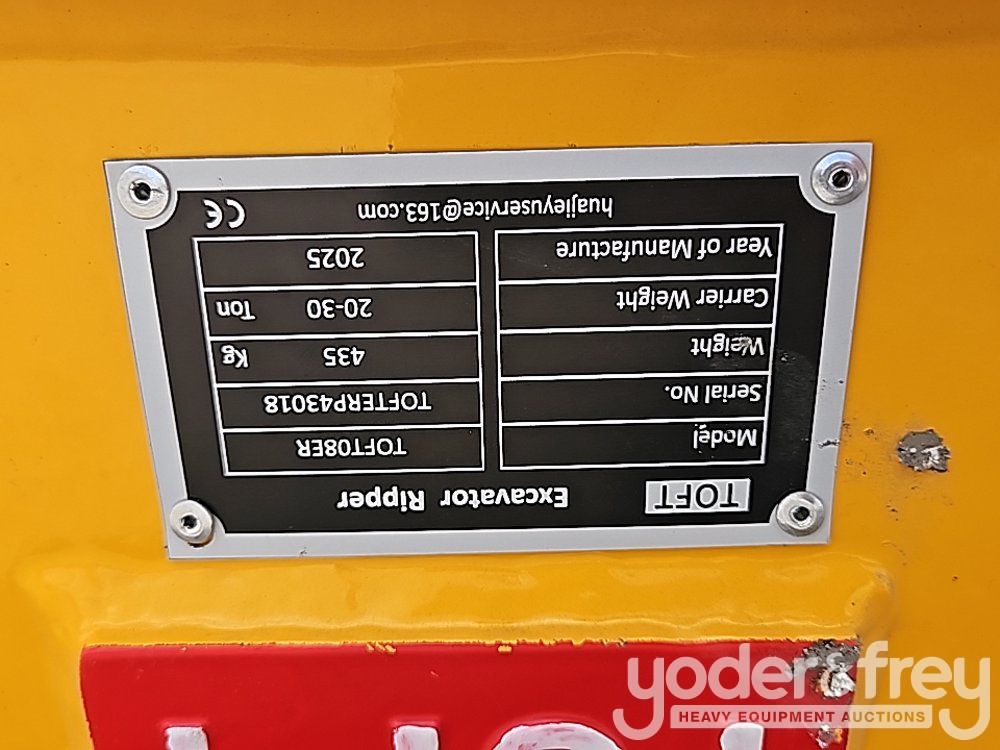 TOFT Excavator Ripper
Model TOFT08ER
Serial No. TOFTERP43018
Weight 435 Kg
Carrier Weight 20-30 Ton
Year of Manufacture 2025
huajieyuservice@163.com CE
yoder&frey
HEAVY EQUIPMENT AUCTIONS